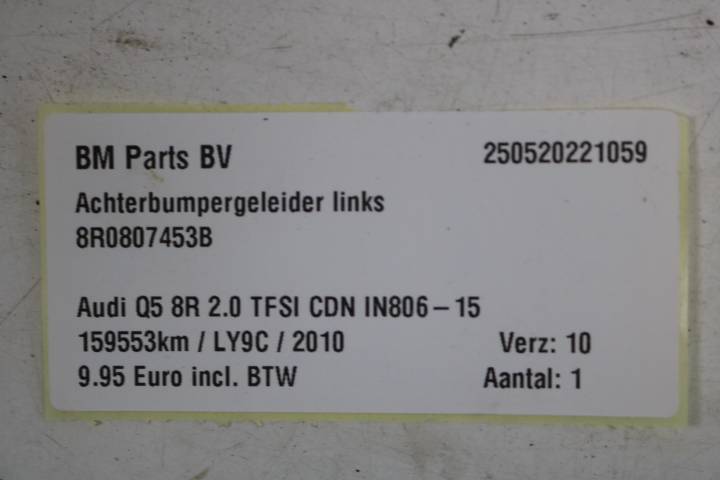 BM Parts BV 250520221059
Achterbumpergeleider links
8R0807453B
Audi Q5 8R 2.0 TFSI CDN IN806-15
159553km / LY9C / 2010 Verz: 10
9.95 Euro incl. BTW Aantal: 1